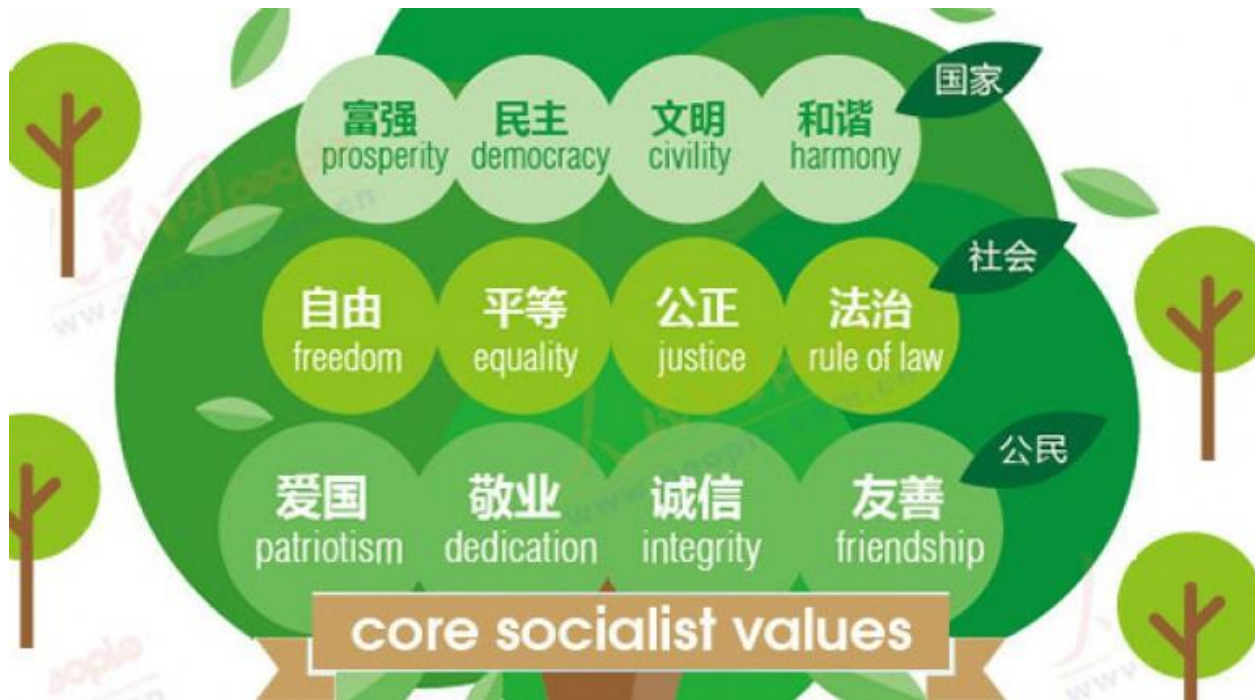 富强 民主 文明 和谐 国家
prosperity democracy civility harmony
自由 平等 公正 法治 社会
freedom equality justice rule of law
爱国 敬业 诚信 友善 公民
patriotism dedication integrity friendship
core socialist values